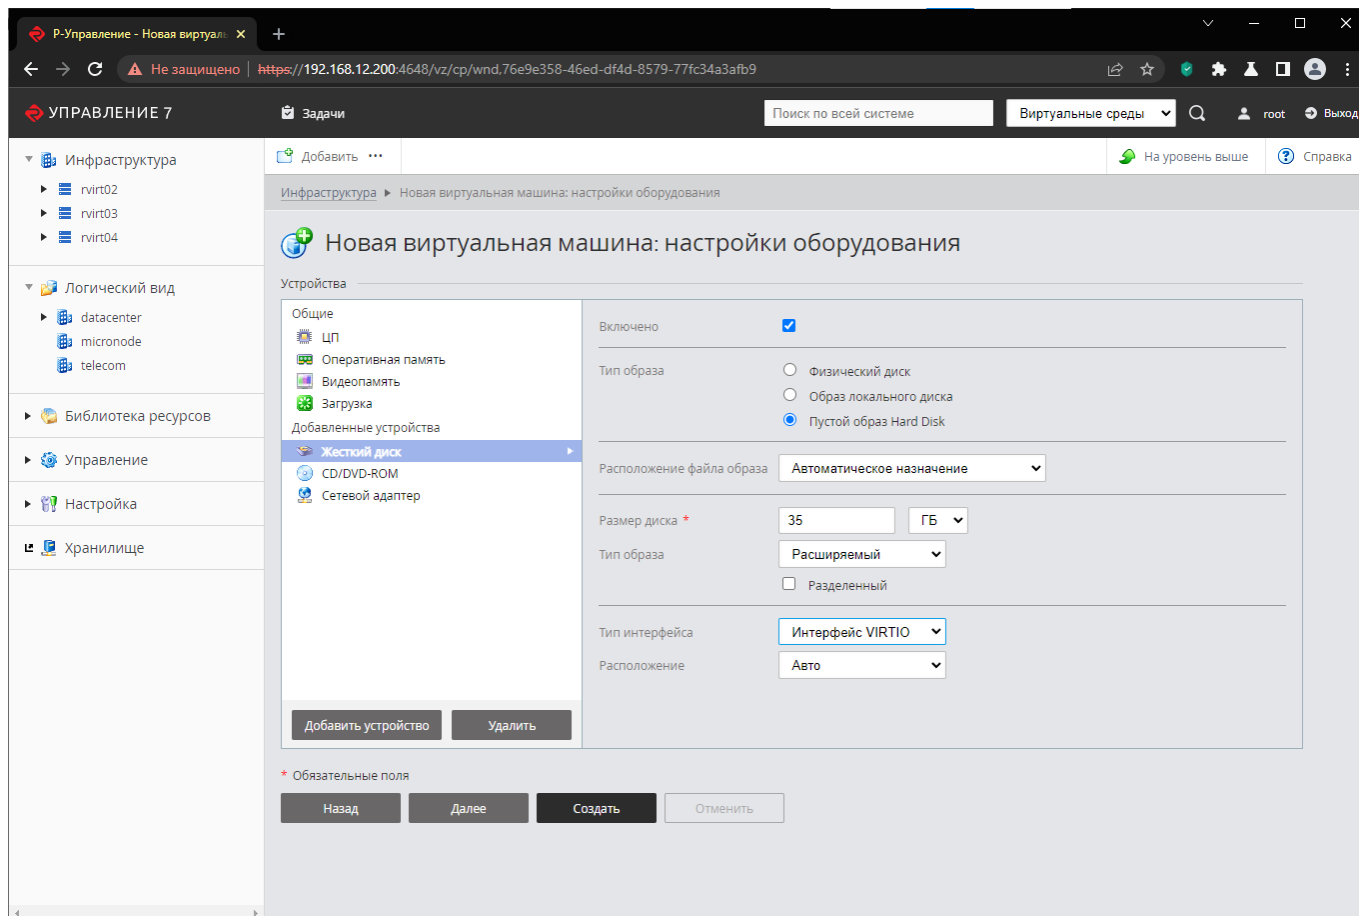 Р-Управление - Новая виртуаль
Не защищено https://192.168.12.200:4648/vz/cp/wnd,76e9e358-46ed-df4d-8579-77fc34a3afb9
УПРАВЛЕНИЕ 7 Задачи Поиск по всей системе Виртуальные среды root Выход
Инфраструктура
rvirt02
rvirt03
rvirt04
Логический вид
datacenter
micronode
telecom
Библиотека ресурсов
Управление
Настройка
Хранилище
Добавить ••• На уровень выше Справка
Инфраструктура Новая виртуальная машина: настройки оборудования
Новая виртуальная машина: настройки оборудования
Устройства
Общие
ЦП
Оперативная память
Видеопамять
Загрузка
Добавленные устройства
Жесткий диск
CD/DVD-ROM
Сетевой адаптер
Добавить устройство Удалить
Включено
Тип образа Физический диск
Образ локального диска
Пустой образ Hard Disk
Расположение файла образа Автоматическое назначение
Размер диска * 35 ГБ
Тип образа Расширяемый
Разделенный
Тип интерфейса Интерфейс VIRTIO
Расположение Авто
* Обязательные поля
Назад Далее Создать Отменить